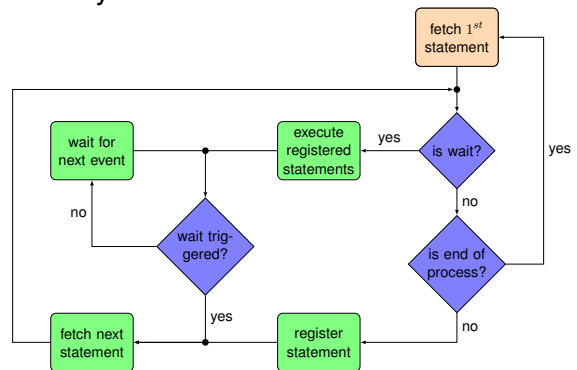 fetch 1st
statement
wait for
next event
execute
registered
statements
yes
is wait?
yes
no
no
wait trig-
gered?
is end of
process?
yes
no
fetch next
statement
register
statement